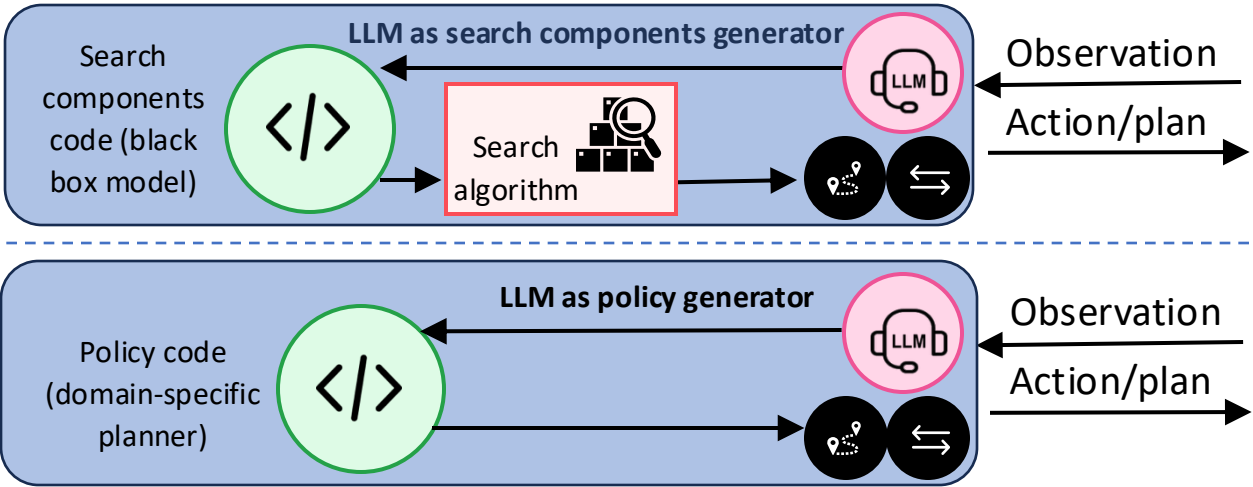 LLM as search components generator
Search
components
code (black
box model)
</>
LLM
Search
algorithm
Observation
Action/plan
LLM as policy generator
Policy code
(domain-specific
planner)
</>
LLM
Observation
Action/plan